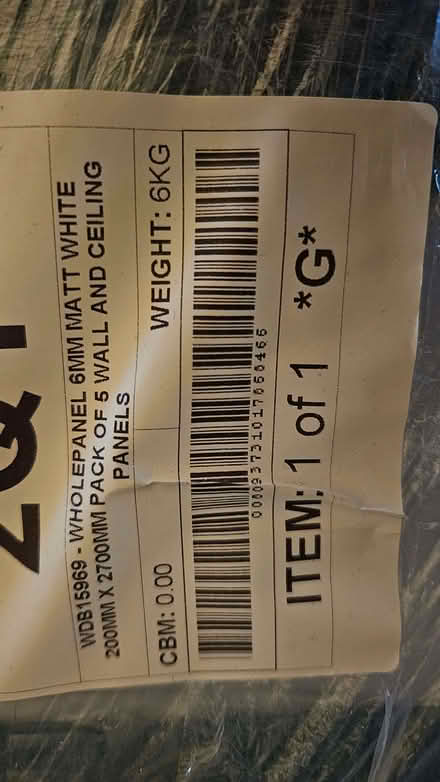 WDB15969 - WHOLEPANEL 6MM MATT WHITE
200MM X 2700MM PACK OF 5 WALL AND CEILING
PANELS
CBM: 0.00 WEIGHT: 6KG
ITEM: 1 of 1 *G*